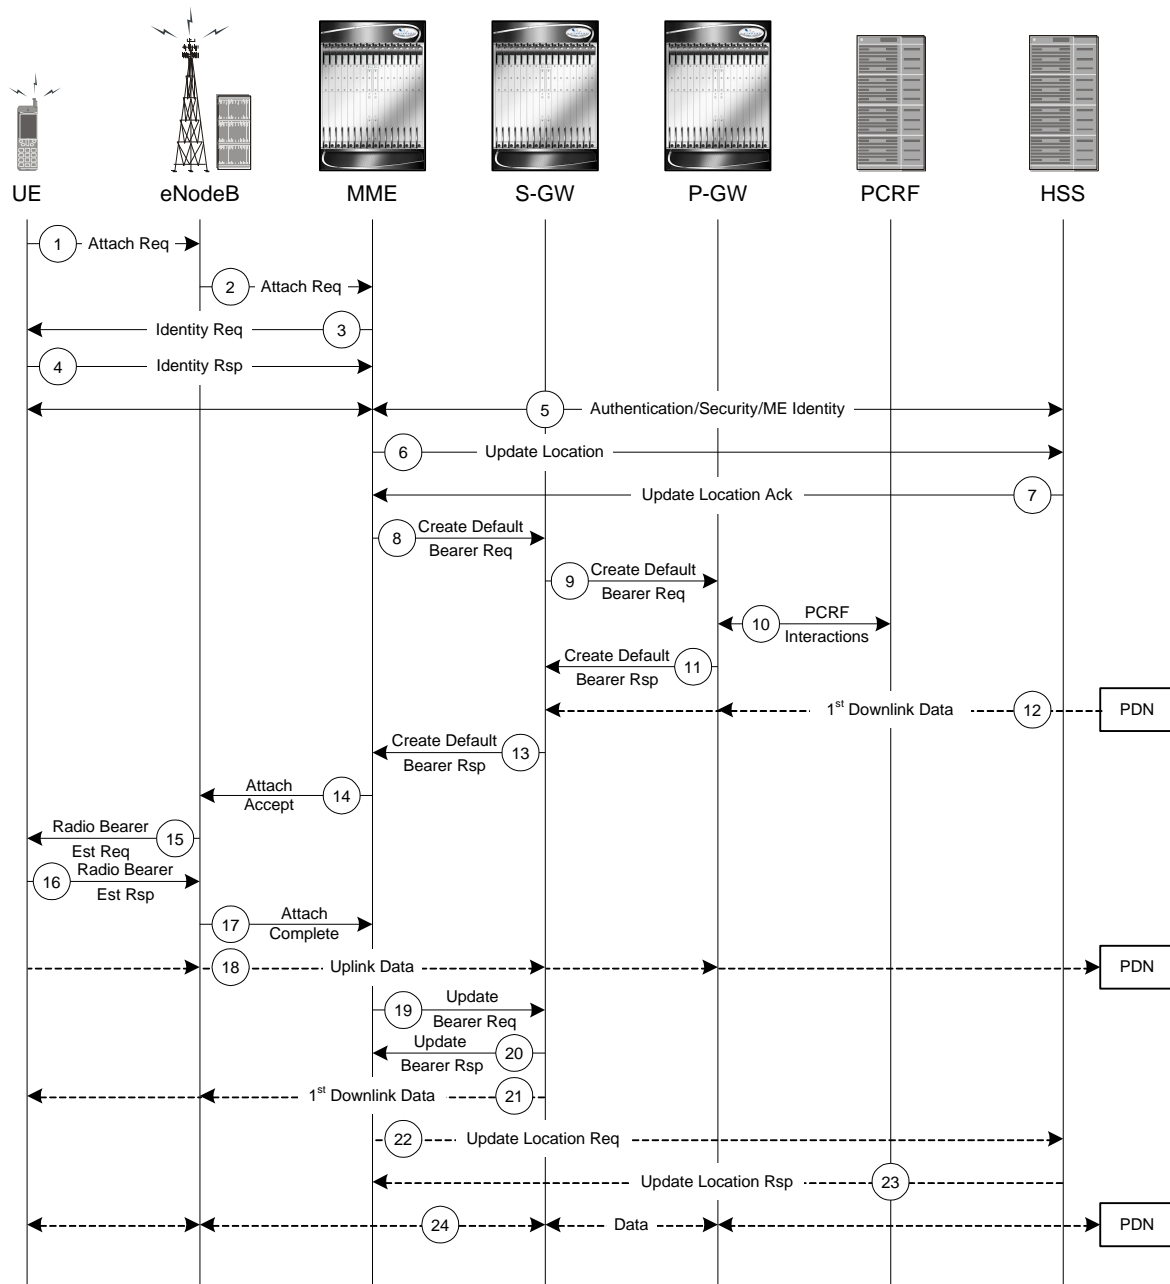 UE eNodeB MME S-GW P-GW PCRF HSS
1 Attach Req
2 Attach Req
Identity Req 3
4 Identity Rsp
5 Authentication/Security/ME Identity
6 Update Location
Update Location Ack 7
8 Create Default
Bearer Req
9 Create Default
Bearer Req
10 PCRF
Interactions
Create Default 11
Bearer Rsp
1st Downlink Data 12 PDN
Create Default 13
Bearer Rsp
Attach 14
Accept
Radio Bearer 15
Est Req
16 Radio Bearer
Est Rsp
17 Attach
Complete
18 Uplink Data PDN
19 Update
Bearer Req
Update 20
Bearer Rsp
1st Downlink Data 21
22 Update Location Req
Update Location Rsp 23
24 Data PDN